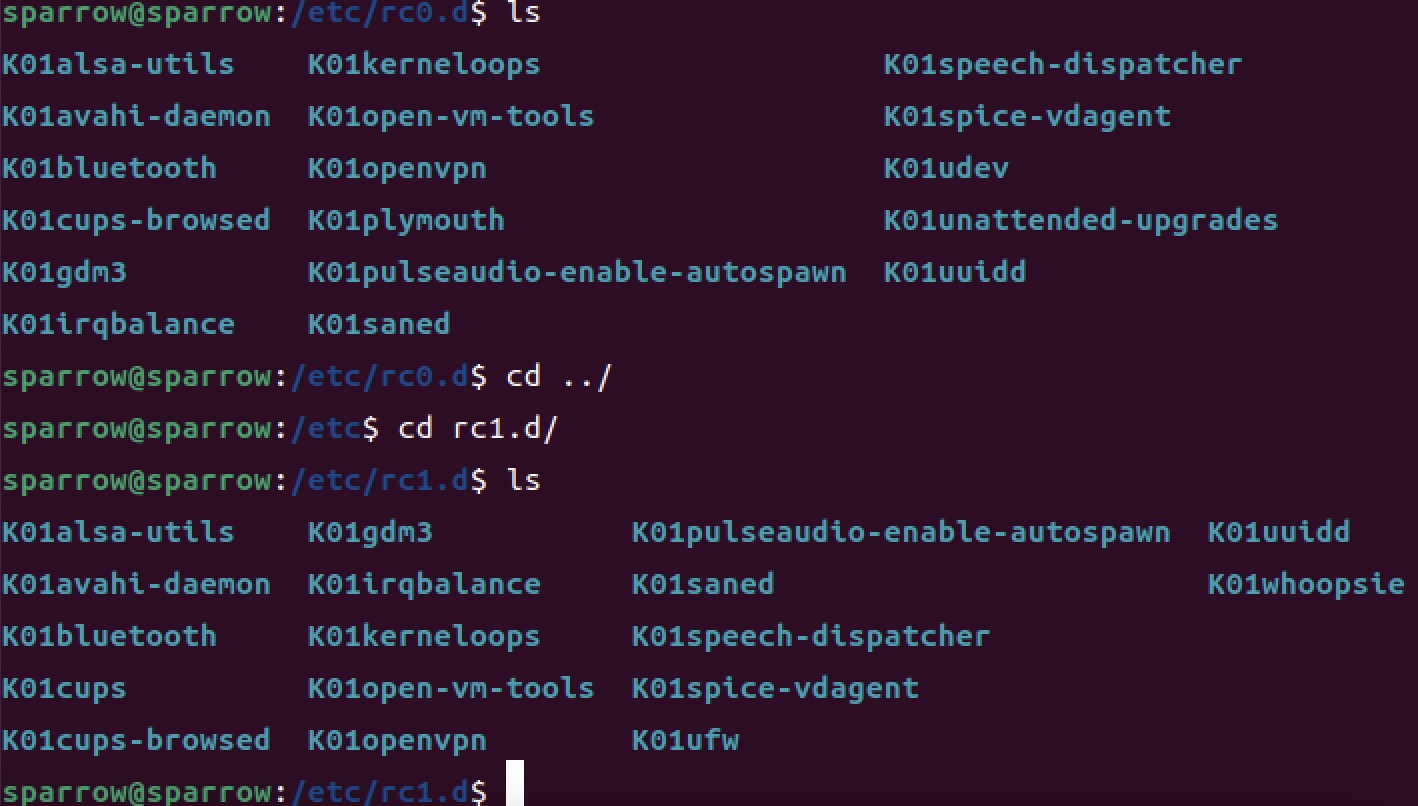 sparrow@sparrow:/etc/rc0.d$ ls
K01alsa-utils    K01kerneloops                   K01speech-dispatcher
K01avahi-daemon  K01open-vm-tools                K01spice-vdagent
K01bluetooth     K01openvpn                      K01udev
K01cups-browsed  K01plymouth                     K01unattended-upgrades
K01gdm3          K01pulseaudio-enable-autospawn  K01uuidd
K01irqbalance    K01saned
sparrow@sparrow:/etc/rc0.d$ cd ../
sparrow@sparrow:/etc$ cd rc1.d/
sparrow@sparrow:/etc/rc1.d$ ls
K01alsa-utils    K01gdm3           K01pulseaudio-enable-autospawn  K01uuidd
K01avahi-daemon  K01irqbalance     K01saned                        K01whoopsie
K01bluetooth     K01kerneloops     K01speech-dispatcher
K01cups          K01open-vm-tools  K01spice-vdagent
K01cups-browsed  K01openvpn        K01ufw
sparrow@sparrow:/etc/rc1.d$